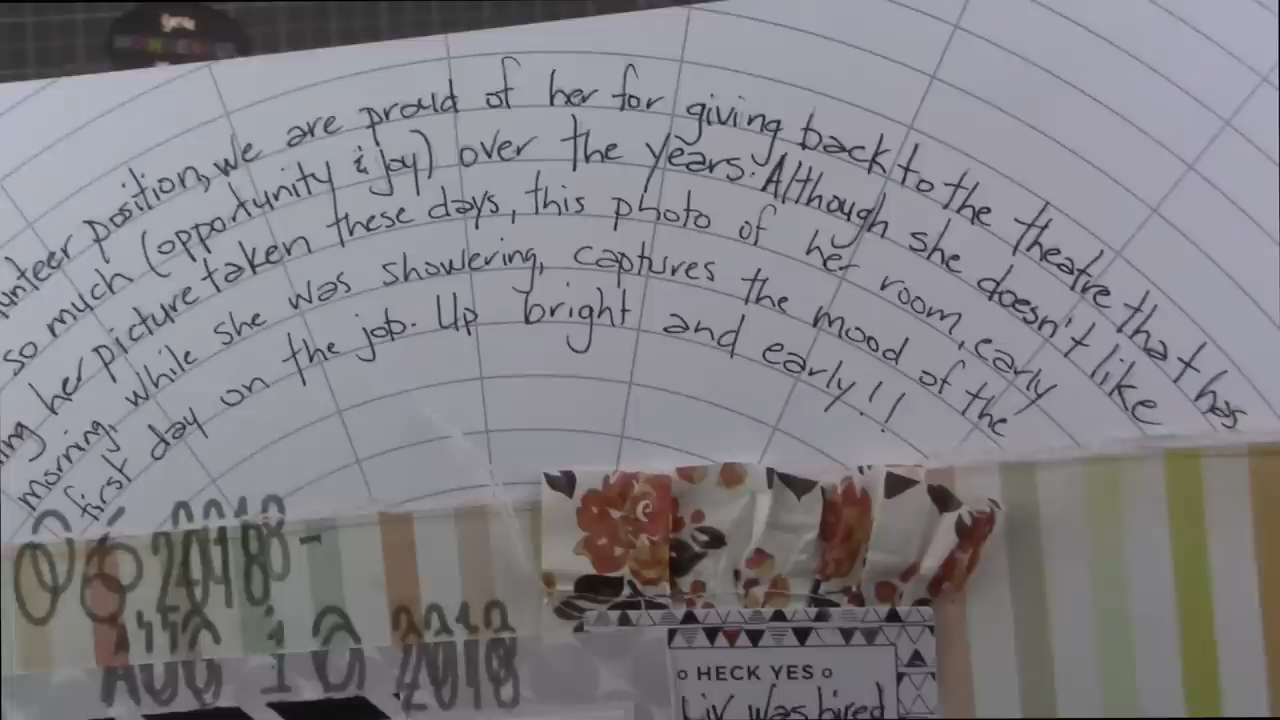 you
position, we are proud of her for giving back to the theatre that has
so much (opportunity & joy) over the years. Although she doesn't like
her picture taken these days, this photo of her room, early
morning, while she was showering, captures the mood of the
first day on the job. Up bright and early!!
2018
AUG 2018
HECK YES
Liv was hired